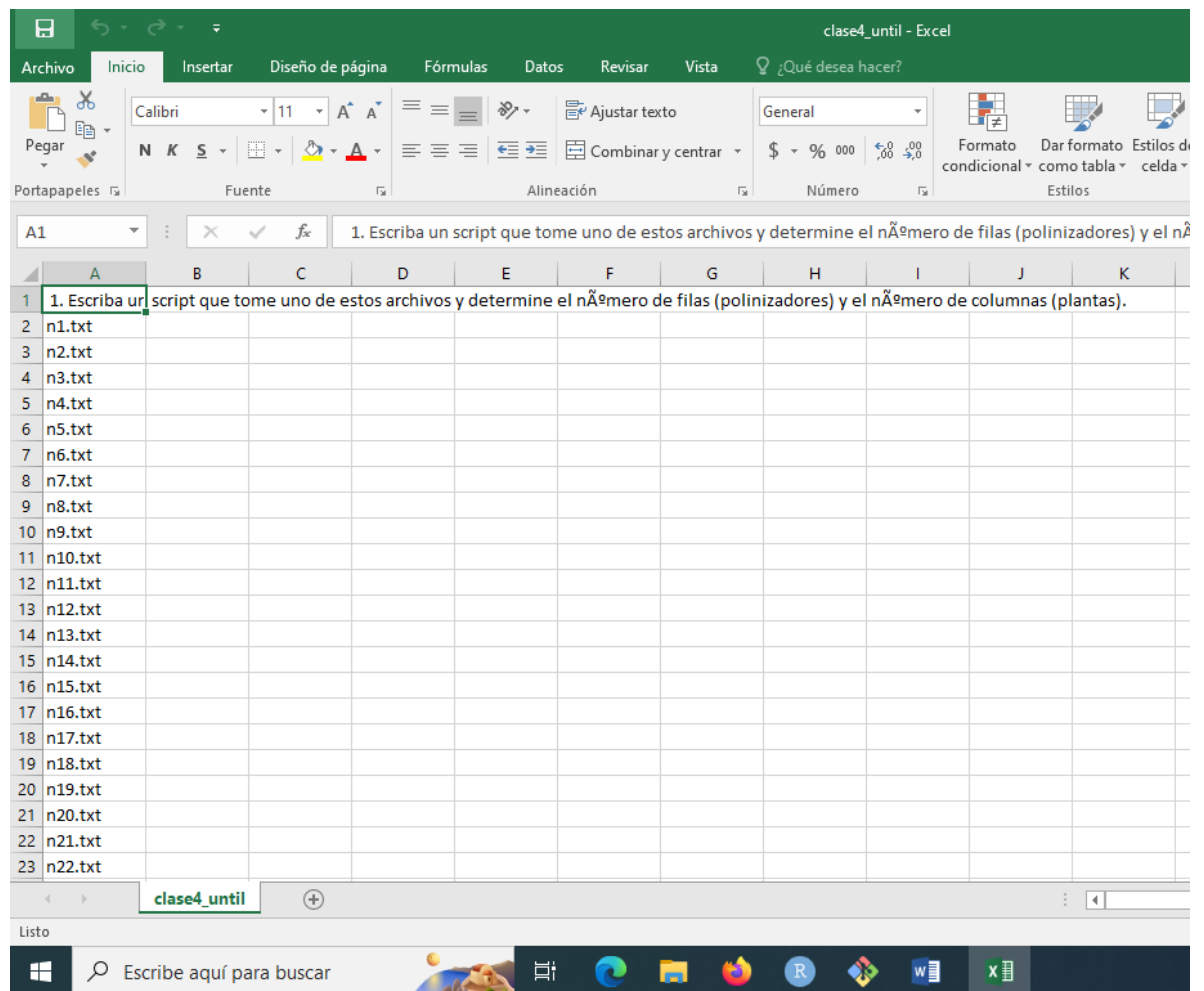 clase4_until - Excel
Archivo Inicio Insertar Diseño de página Fórmulas Datos Revisar Vista ¿Qué desea hacer?
Calibri 11 A A Ajustar texto General
Pegar N K S A Combinar y centrar $ % 000 Formato condicional Dar formato como tabla Estilos de celda
Portapapeles Fuente Alineación Número Estilos
A1 fx 1. Escriba un script que tome uno de estos archivos y determine el nÃºmero de filas (polinizadores) y el nÃ
A B C D E F G H I J K
1 1. Escriba un script que tome uno de estos archivos y determine el nÃºmero de filas (polinizadores) y el nÃºmero de columnas (plantas).
2 n1.txt
3 n2.txt
4 n3.txt
5 n4.txt
6 n5.txt
7 n6.txt
8 n7.txt
9 n8.txt
10 n9.txt
11 n10.txt
12 n11.txt
13 n12.txt
14 n13.txt
15 n14.txt
16 n15.txt
17 n16.txt
18 n17.txt
19 n18.txt
20 n19.txt
21 n20.txt
22 n21.txt
23 n22.txt
clase4_until
Listo
Escribe aquí para buscar